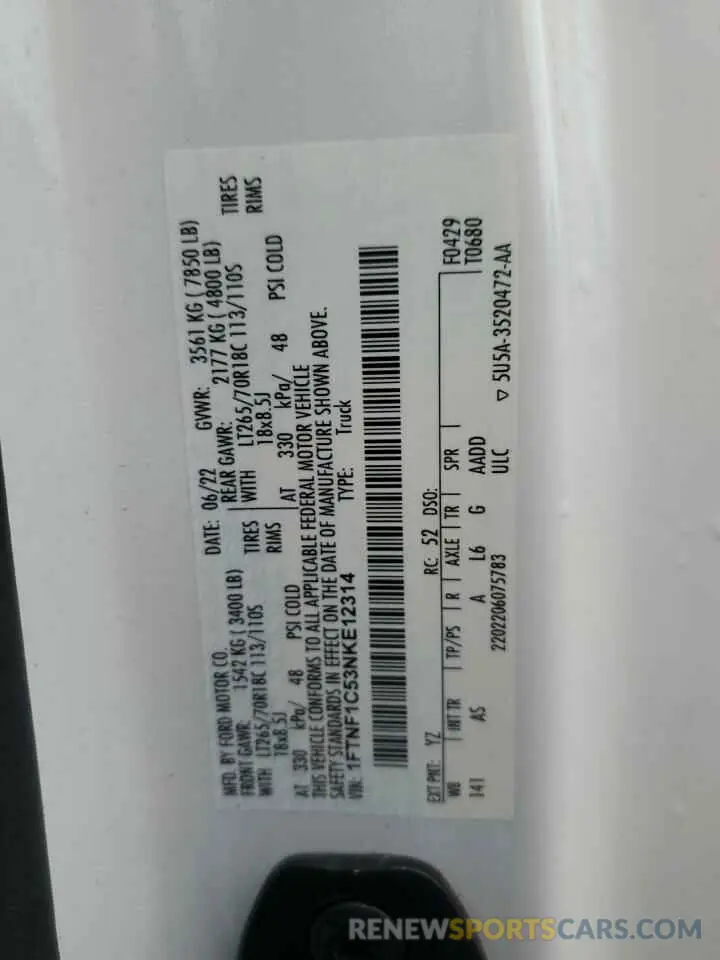 MFD. BY FORD MOTOR CO.
DATE: 06/22 GVWR: 3561 KG ( 7850 LB)
FRONT GAWR: 1542 KG ( 3400 LB) REAR GAWR: 2177 KG ( 4800 LB)
WITH LT265/70R18C 113/110S TIRES WITH LT265/70R18C 113/110S TIRES
18x8.5J RIMS 18x8.5J RIMS
AT 330 kPa/ 48 PSI COLD AT 330 kPa/ 48 PSI COLD
THIS VEHICLE CONFORMS TO ALL APPLICABLE FEDERAL MOTOR VEHICLE
SAFETY STANDARDS IN EFFECT ON THE DATE OF MANUFACTURE SHOWN ABOVE.
VIN: 1FTNF1C53NKE12314 TYPE: Truck
EXT PNT: YZ RC: 52 DSO: F0429
WB INT TR TP/PS R AXLE TR SPR T0680
141 AS A L6 G AADD
2202206075783 ULC ▽ 5U5A-3520472-AA
RENEWSPORTSCARS.COM